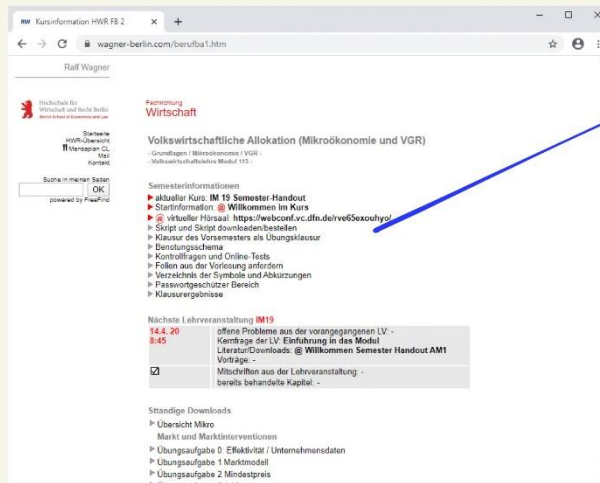 RW Kursinformation HWR FB 2
wagner-berlin.com/berufba1.htm
Ralf Wagner
Hochschule für
Wirtschaft und Recht Berlin
Berlin School of Economics and Law
Startseite
HWR-Übersicht
Mensaplan CL
Mail
Kontakt
Suche in meinen Seiten
OK
powered by FreeFind
Fachrichtung
Wirtschaft
Volkswirtschaftliche Allokation (Mikroökonomie und VGR)
- Grundlagen / Mikroökonomie / VGR -
- Volkswirtschaftslehre Modul 113 -
Semesterinformationen
aktueller Kurs: IM 19 Semester-Handout
Startinformation: @ Willkommen im Kurs
@ virtueller Hörsaal: https://webconf.vc.dfn.de/rve65exouhyo/
Skript und Skript downloaden/bestellen
Klausur des Vorsemesters als Übungsklausur
Benotungsschema
Kontrollfragen und Online-Tests
Folien aus der Vorlesung anfordern
Verzeichnis der Symbole und Abkürzungen
Passwortgeschützer Bereich
Klausurergebnisse
Nächste Lehrveranstaltung IM19
14.4. 20 offene Probleme aus der vorangegangenen LV: -
8:45 Kernfrage der LV: Einführung in das Modul
Literatur/Downloads: @ Willkommen Semester Handout AM1
Vorträge: -
Mitschriften aus der Lehrveranstaltung: -
bereits behandelte Kapitel: -
Sttandige Downloads
Übersicht Mikro
Markt und Marktinterventionen
Übungsaufgabe 0: Effektivität / Unternehmensdaten
Übungsaufgabe 1 Marktmodell
Übungsaufgabe 2 Mindestpreis